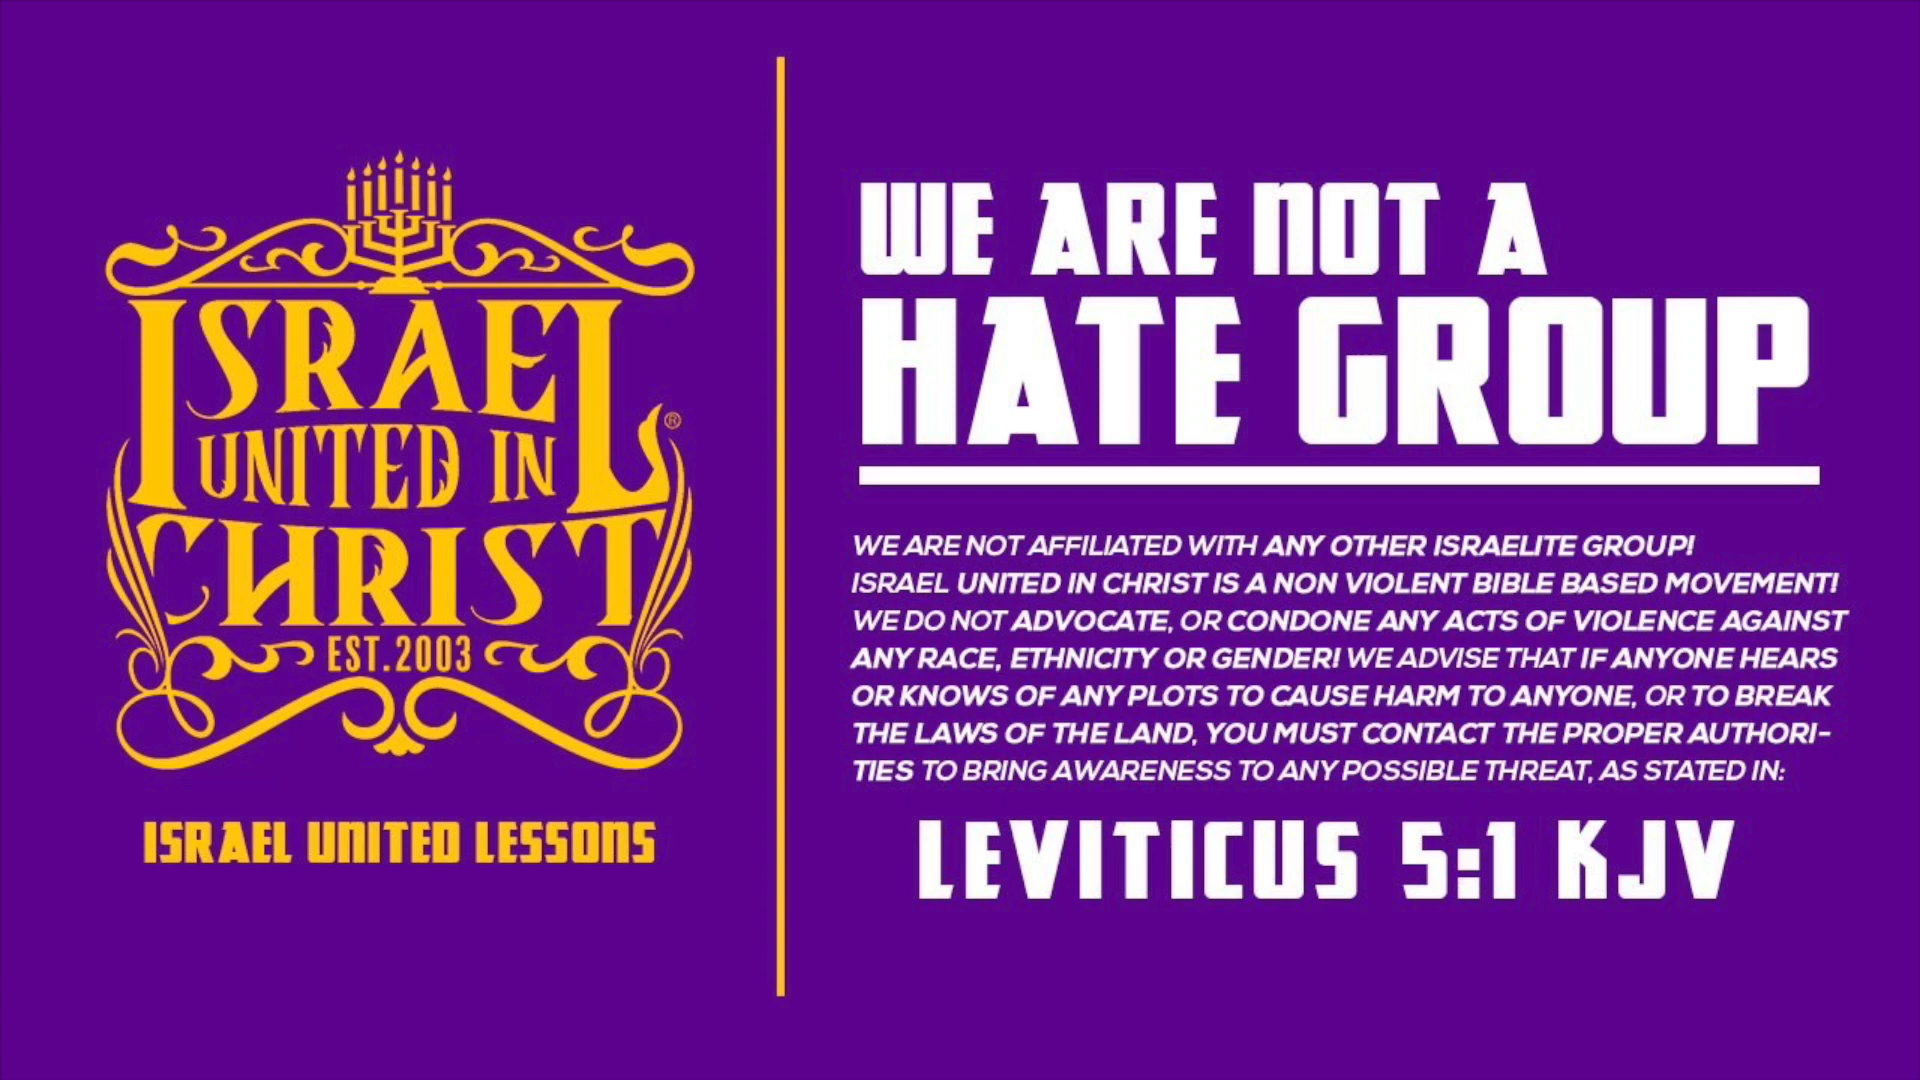 ISRAEL
UNITED IN
CHRIST
®
EST.2003
ISRAEL UNITED LESSONS
WE ARE NOT A
HATE GROUP
WE ARE NOT AFFILIATED WITH ANY OTHER ISRAELITE GROUP!
ISRAEL UNITED IN CHRIST IS A NON VIOLENT BIBLE BASED MOVEMENT!
WE DO NOT ADVOCATE, OR CONDONE ANY ACTS OF VIOLENCE AGAINST
ANY RACE, ETHNICITY OR GENDER! WE ADVISE THAT IF ANYONE HEARS
OR KNOWS OF ANY PLOTS TO CAUSE HARM TO ANYONE, OR TO BREAK
THE LAWS OF THE LAND, YOU MUST CONTACT THE PROPER AUTHORI-
TIES TO BRING AWARENESS TO ANY POSSIBLE THREAT, AS STATED IN:
LEVITICUS 5:1 KJV